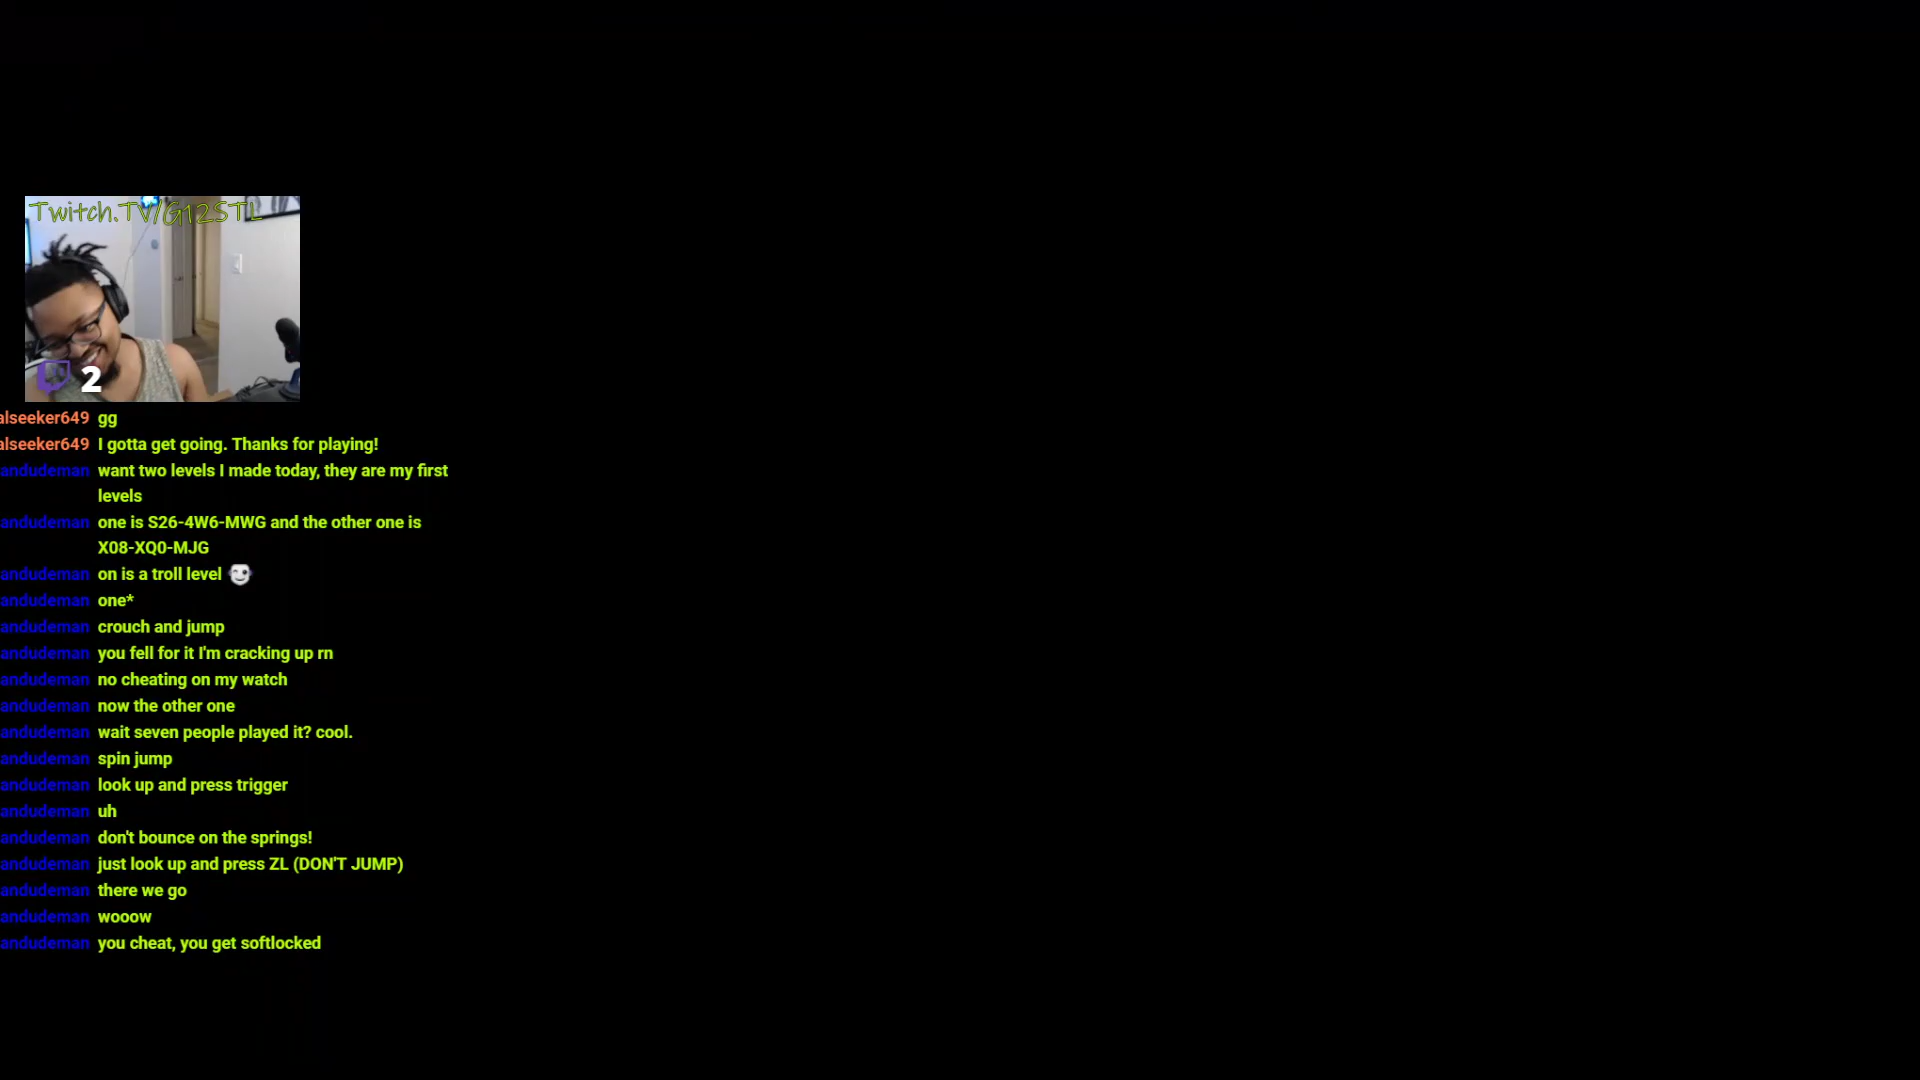 Twitch.TV/G12STL
2
alseeker649 gg
alseeker649 I gotta get going. Thanks for playing!
andudeman want two levels I made today, they are my first
levels
andudeman one is S26-4W6-MWG and the other one is
X08-XQ0-MJG
andudeman on is a troll level
andudeman one*
andudeman crouch and jump
andudeman you fell for it I'm cracking up rn
andudeman no cheating on my watch
andudeman now the other one
andudeman wait seven people played it? cool.
andudeman spin jump
andudeman look up and press trigger
andudeman uh
andudeman don't bounce on the springs!
andudeman just look up and press ZL (DON'T JUMP)
andudeman there we go
andudeman wooow
andudeman you cheat, you get softlocked